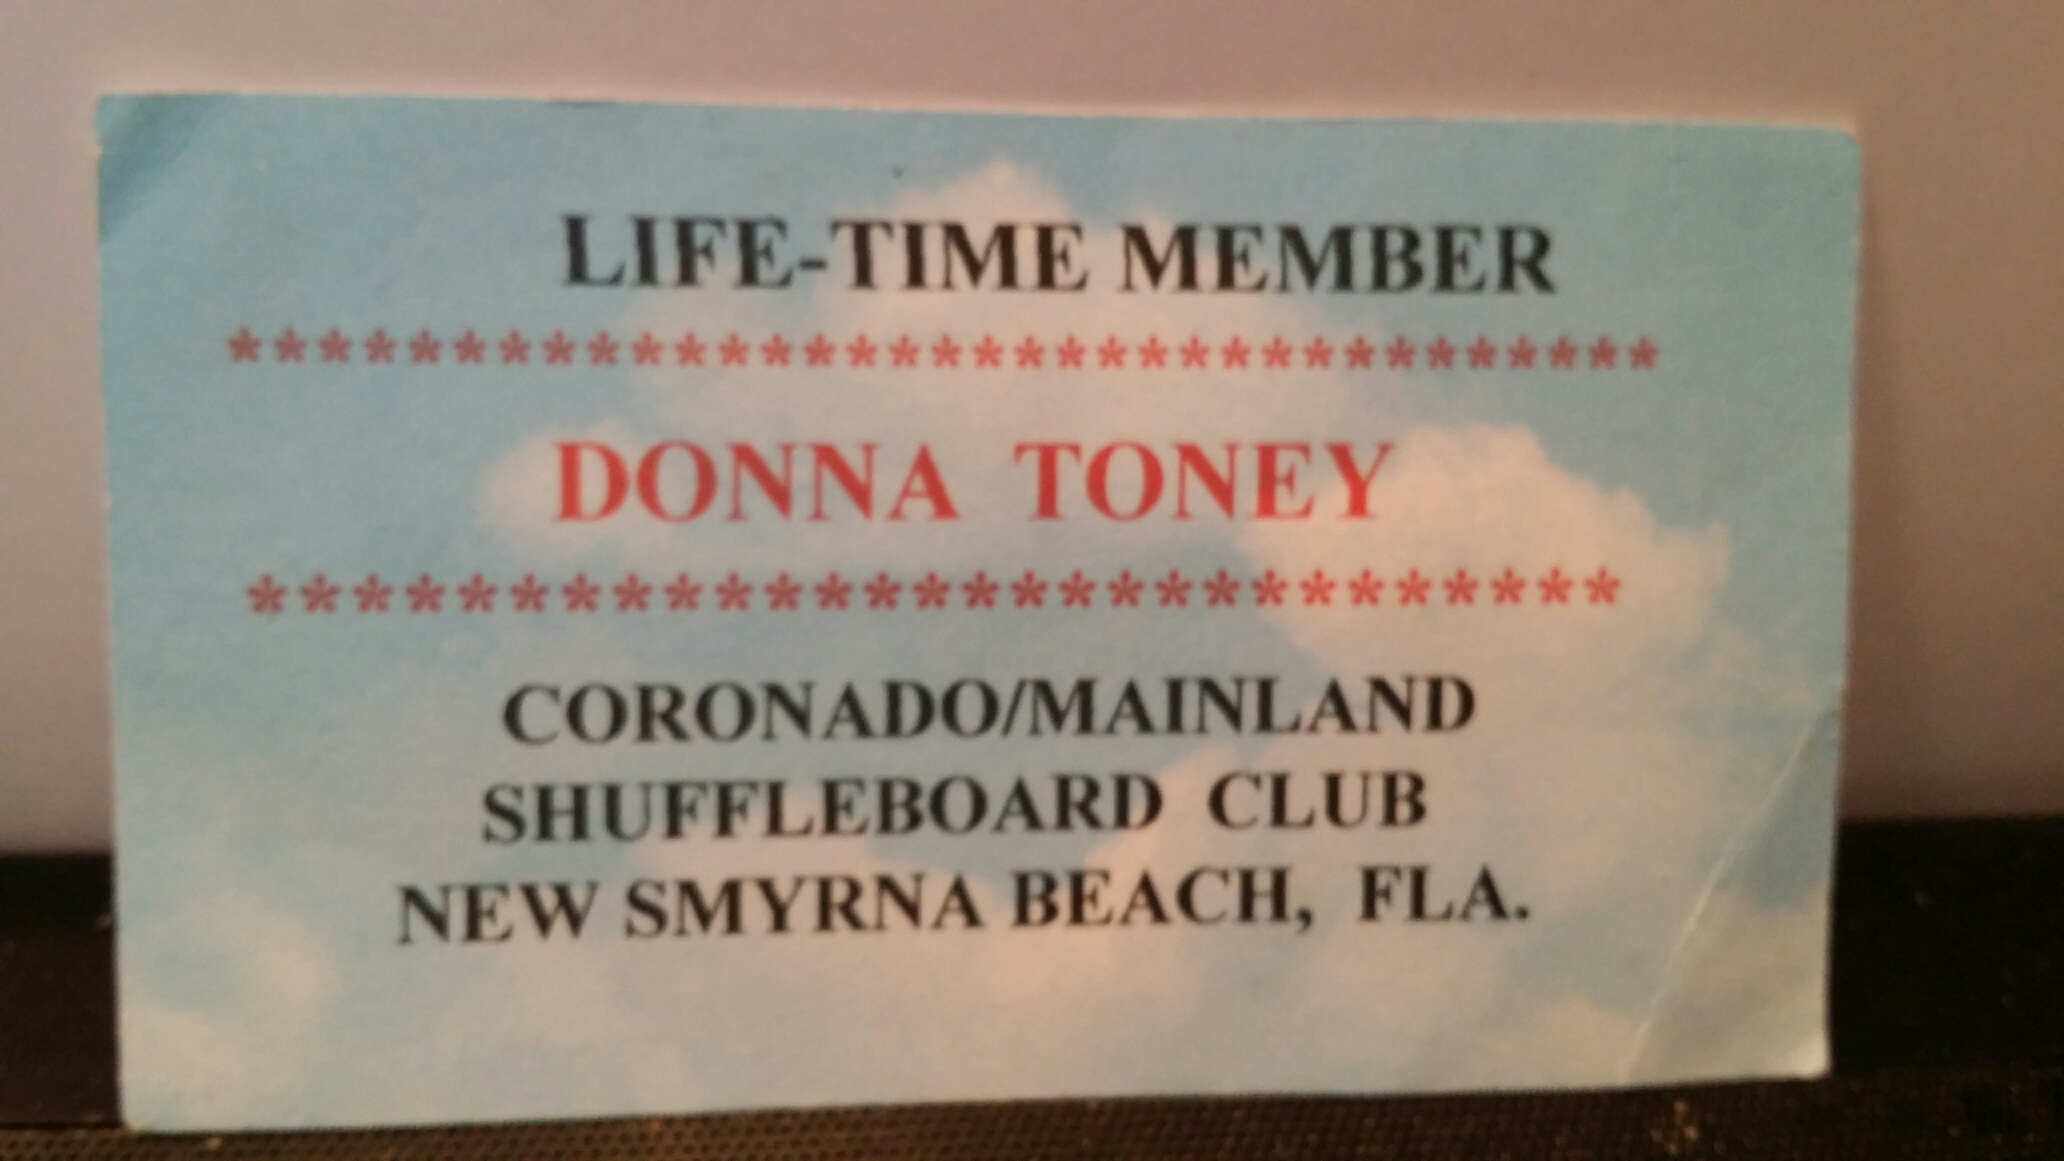 LIFE-TIME MEMBER
**********************************
DONNA TONEY
****************************
CORONADO/MAINLAND
SHUFFLEBOARD CLUB
NEW SMYRNA BEACH, FLA.